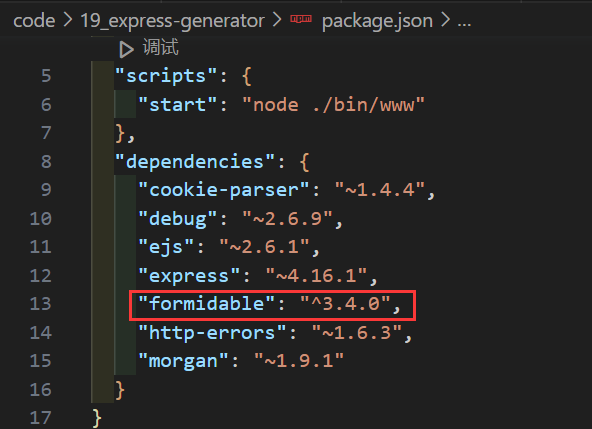 code > 19_express-generator > package.json > ...
调试
5 "scripts": {
6 "start": "node ./bin/www"
7 },
8 "dependencies": {
9 "cookie-parser": "~1.4.4",
10 "debug": "~2.6.9",
11 "ejs": "~2.6.1",
12 "express": "~4.16.1",
13 "formidable": "^3.4.0",
14 "http-errors": "~1.6.3",
15 "morgan": "~1.9.1"
16 }
17 }